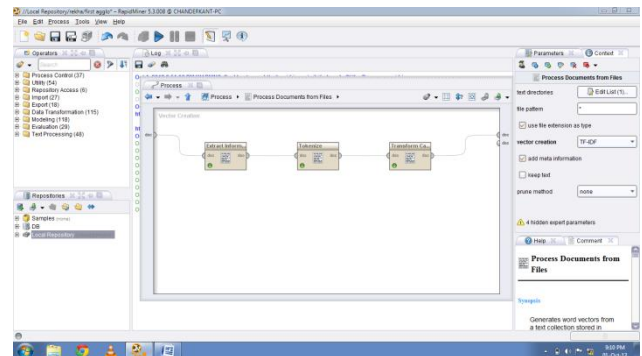 //Local Repository/rekha/first agglo* – RapidMiner 5.3.008 @ CHANDERKANT-PC
File Edit Process Tools View Help
Operators
Log
Parameters
Context
Process Control (37)
Utility (54)
Repository Access (6)
Import (27)
Export (18)
Data Transformation (115)
Modeling (118)
Evaluation (29)
Text Processing (48)
Process
Process Process Documents from Files
Vector Creation
Extract Inform...
Tokenize
Transform Ca...
Repositories
Samples (none)
DB
Local Repository
Process Documents from Files
text directories
Edit List (1)...
file pattern *
use file extension as type
vector creation TF-IDF
add meta information
keep text
prune method none
4 hidden expert parameters
Help
Comment
Process Documents from
Files
Synopsis
Generates word vectors from
a text collection stored in
9:10 PM